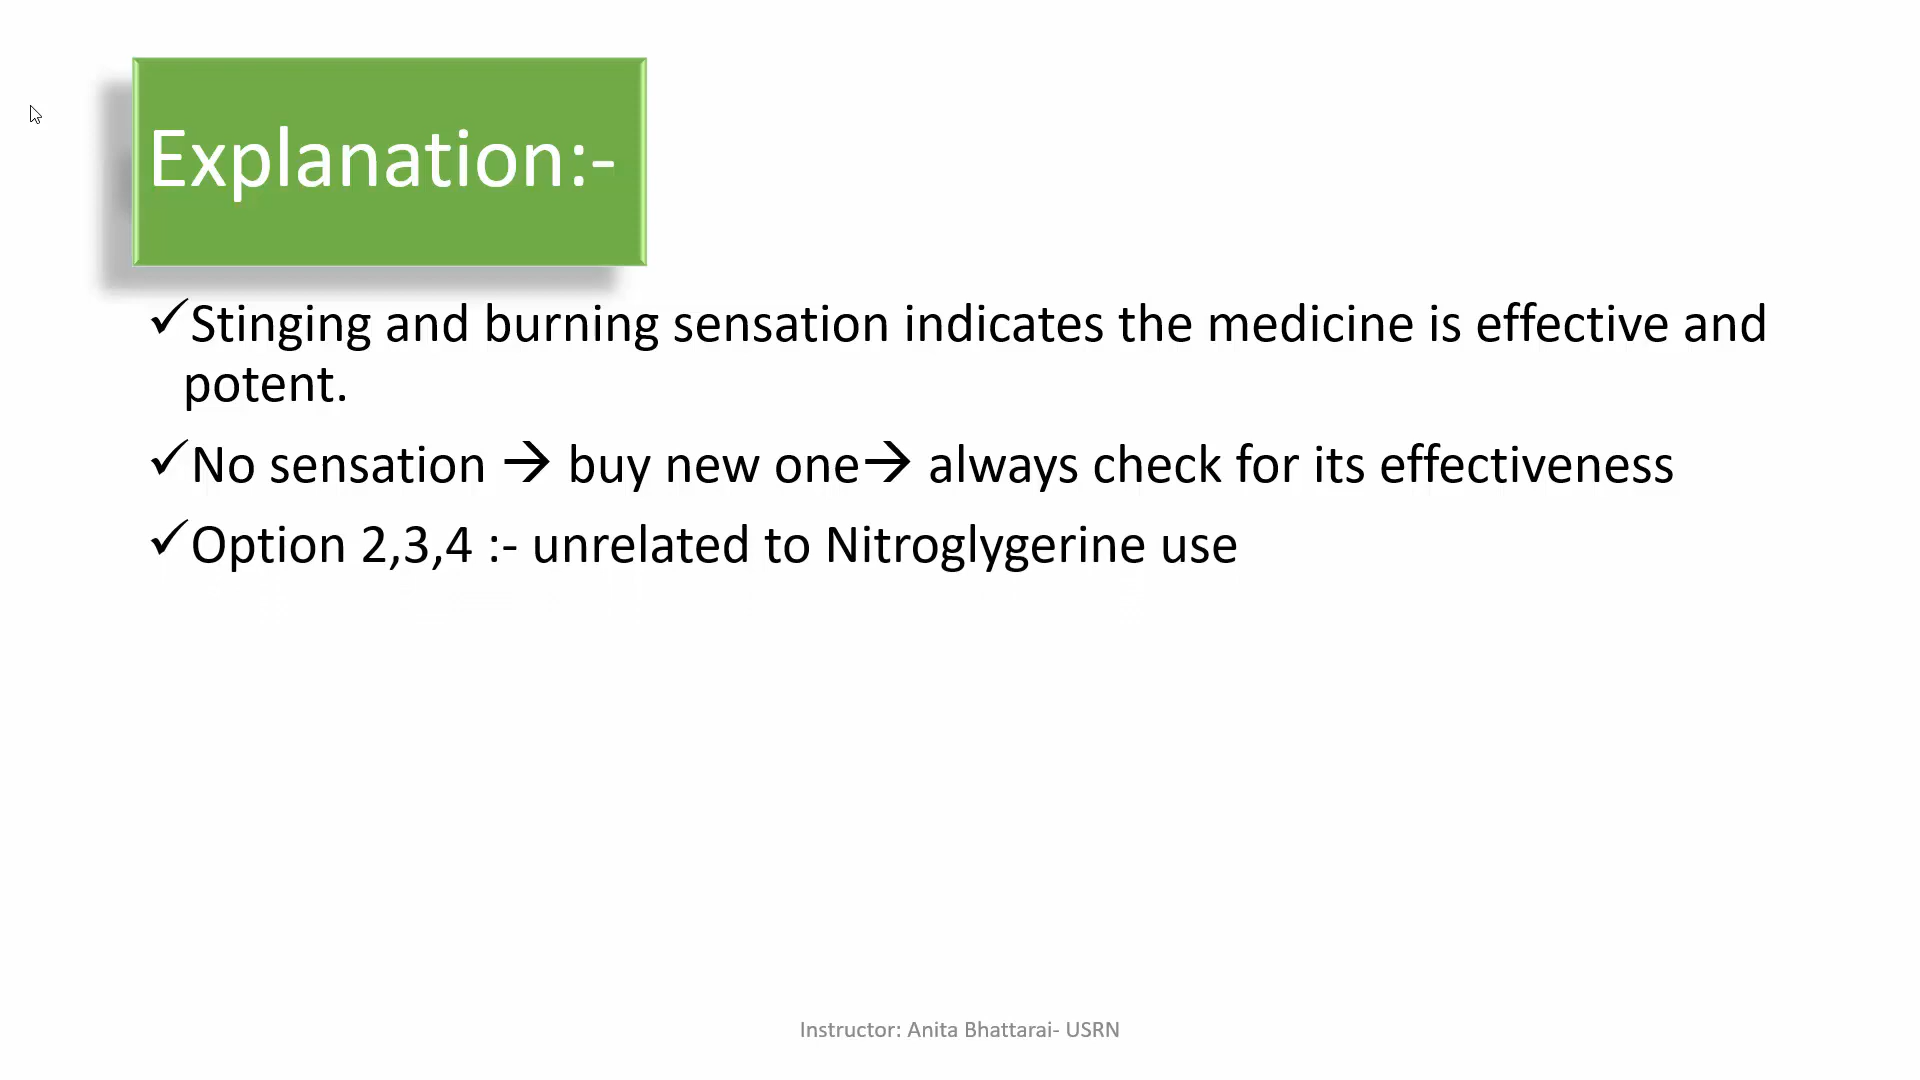 Explanation:-
✓Stinging and burning sensation indicates the medicine is effective and
potent.
✓No sensation → buy new one→ always check for its effectiveness
✓Option 2,3,4 :- unrelated to Nitroglygerine use
Instructor: Anita Bhattarai- USRN